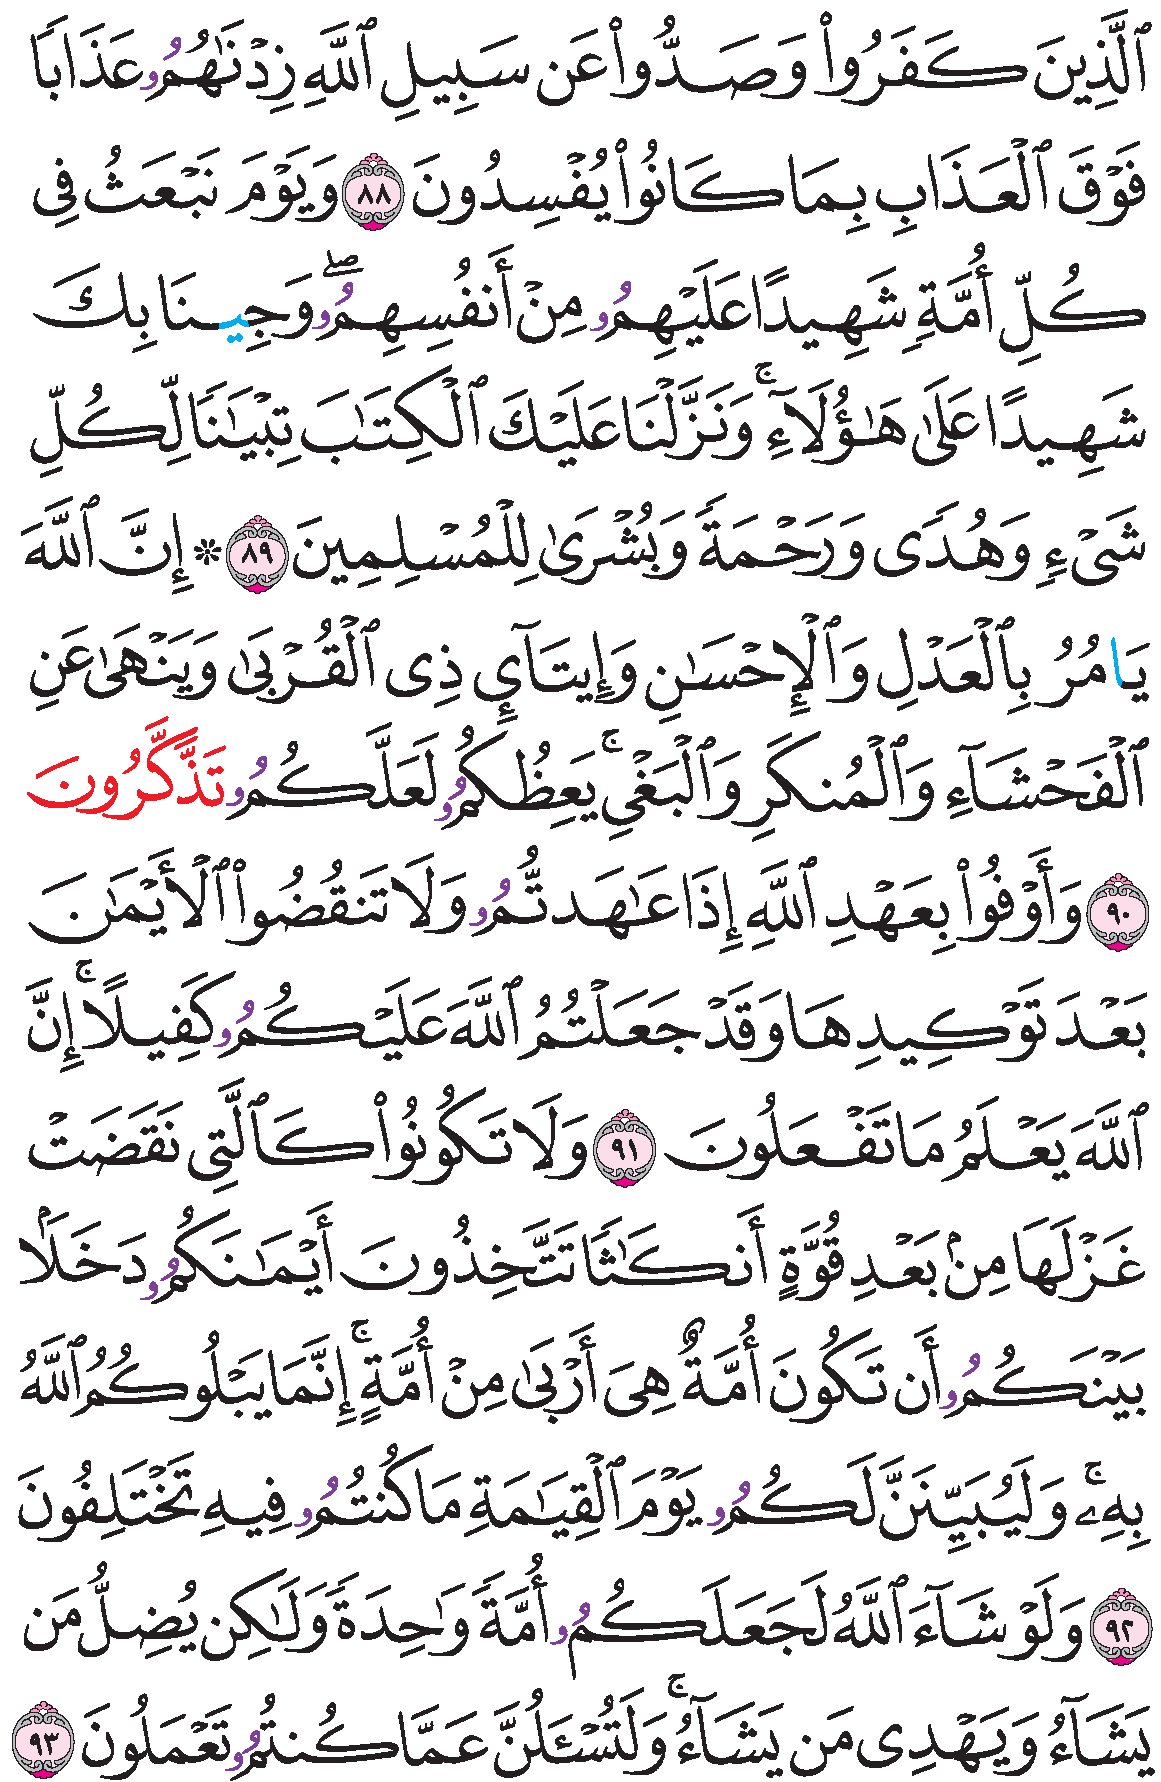 ٱلَّذِينَ كَفَرُواْ وَصَدُّواْ عَن سَبِيلِ ٱللَّهِ زِدْنَٰهُمُۥ عَذَابًا
فَوْقَ ٱلْعَذَابِ بِمَا كَانُواْ يُفْسِدُونَ ٨٨ وَيَوْمَ نَبْعَثُ فِى
كُلِّ أُمَّةٍ شَهِيدًا عَلَيْهِمُۥ مِنْ أَنفُسِهِمُۥۖ وَجِينَا بِكَ
شَهِيدًا عَلَىٰ هَٰٓؤُلَآءِۚ وَنَزَّلْنَا عَلَيْكَ ٱلْكِتَٰبَ تِبْيَٰنًا لِّكُلِّ
شَىْءٍ وَهُدًى وَرَحْمَةً وَبُشْرَىٰ لِلْمُسْلِمِينَ ٨٩ ۞ إِنَّ ٱللَّهَ
يَامُرُ بِٱلْعَدْلِ وَٱلْإِحْسَٰنِ وَإِيتَآءِ ذِى ٱلْقُرْبَىٰ وَيَنْهَىٰ عَنِ
ٱلْفَحْشَآءِ وَٱلْمُنكَرِ وَٱلْبَغْىِۚ يَعِظُكُمُۥ لَعَلَّكُمُۥ تَذَّكَّرُونَ
٩٠ وَأَوْفُواْ بِعَهْدِ ٱللَّهِ إِذَا عَٰهَدتُّمُۥ وَلَا تَنقُضُواْ ٱلْأَيْمَٰنَ
بَعْدَ تَوْكِيدِهَا وَقَدْ جَعَلْتُمُ ٱللَّهَ عَلَيْكُمُۥ كَفِيلًاۚ إِنَّ
ٱللَّهَ يَعْلَمُ مَا تَفْعَلُونَ ٩١ وَلَا تَكُونُواْ كَٱلَّتِى نَقَضَتْ
غَزْلَهَا مِنۢ بَعْدِ قُوَّةٍ أَنكَٰثًا تَتَّخِذُونَ أَيْمَٰنَكُمُۥ دَخَلًۢا
بَيْنَكُمُۥ أَن تَكُونَ أُمَّةٌ هِىَ أَرْبَىٰ مِنْ أُمَّةٍۚ إِنَّمَا يَبْلُوكُمُ ٱللَّهُ
بِهِۦۚ وَلَيُبَيِّنَنَّ لَكُمُۥ يَوْمَ ٱلْقِيَٰمَةِ مَا كُنتُمُۥ فِيهِ تَخْتَلِفُونَ
٩٢ وَلَوْ شَآءَ ٱللَّهُ لَجَعَلَكُمُۥ أُمَّةً وَٰحِدَةً وَلَٰكِن يُضِلُّ مَن
يَشَآءُ وَيَهْدِى مَن يَشَآءُۚ وَلَتُسْـَٔلُنَّ عَمَّا كُنتُمُۥ تَعْمَلُونَ ٩٣